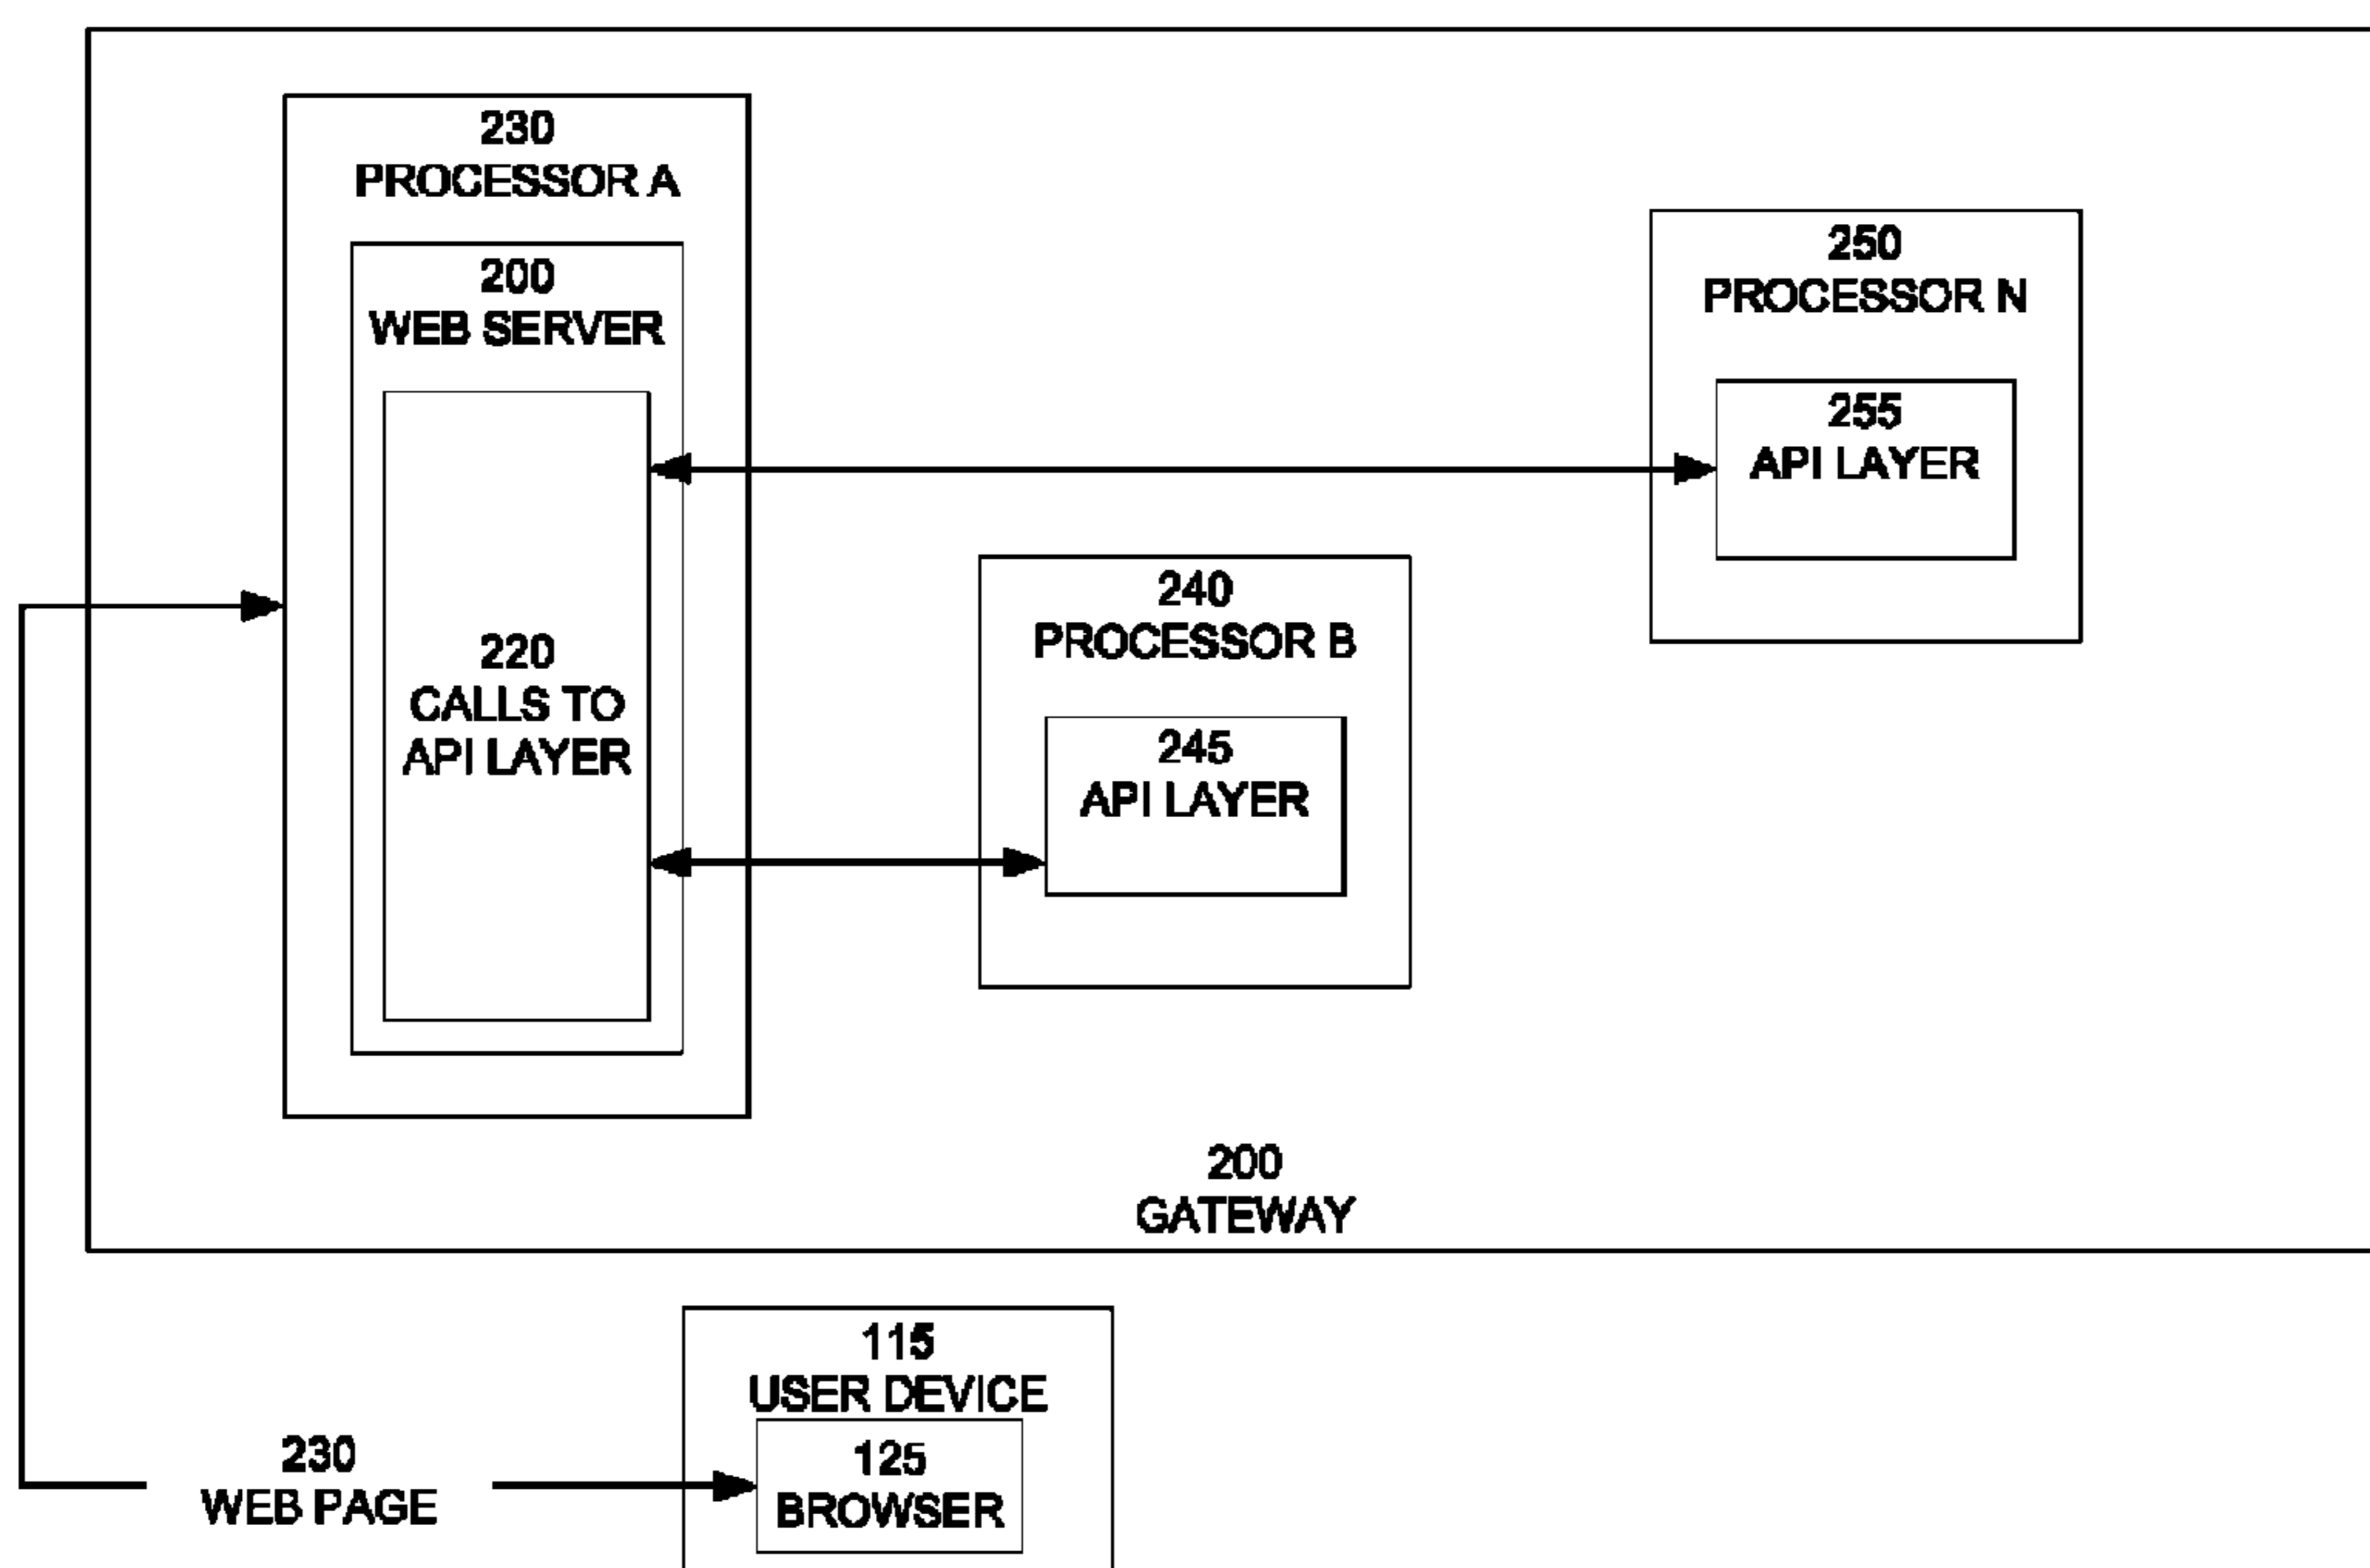 230
PROCESSOR A
200
WEB SERVER
220
CALLS TO
API LAYER
250
PROCESSOR N
255
API LAYER
240
PROCESSOR B
245
API LAYER
200
GATEWAY
230
WEB PAGE
115
USER DEVICE
125
BROWSER